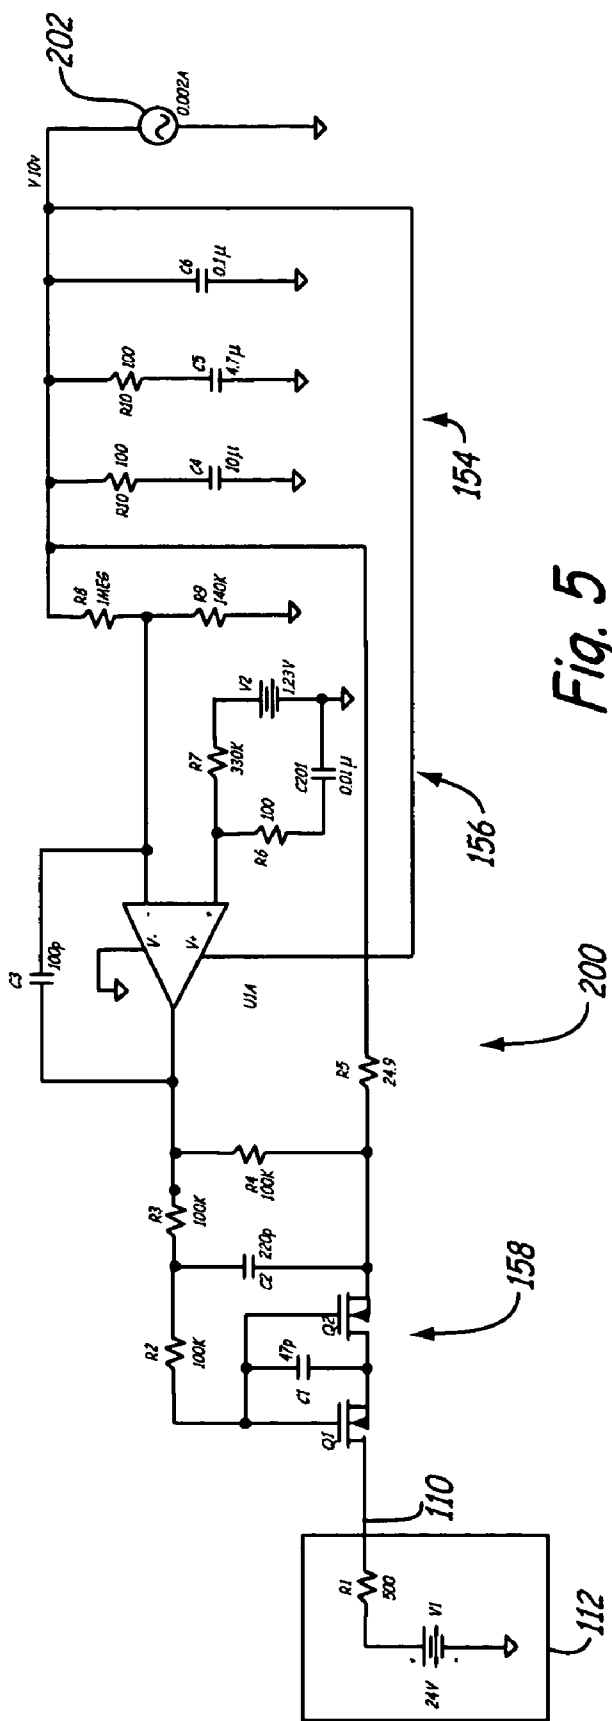 202
V 10v
0.002A
C6
0.1µ
R10
100
C5
4.7µ
R10
100
C4
10µ
154
R8
1MEG
R9
140K
V2
1.23V
R7
330K
C201
0.01µ
R6
100
156
Fig. 5
C3
100p
V-
V+
-
+
U1A
200
R5
24.9
R4
100K
R3
100K
C2
220p
R2
100K
Q2
C1
47p
Q1
158
110
R1
500
V1
24V
112